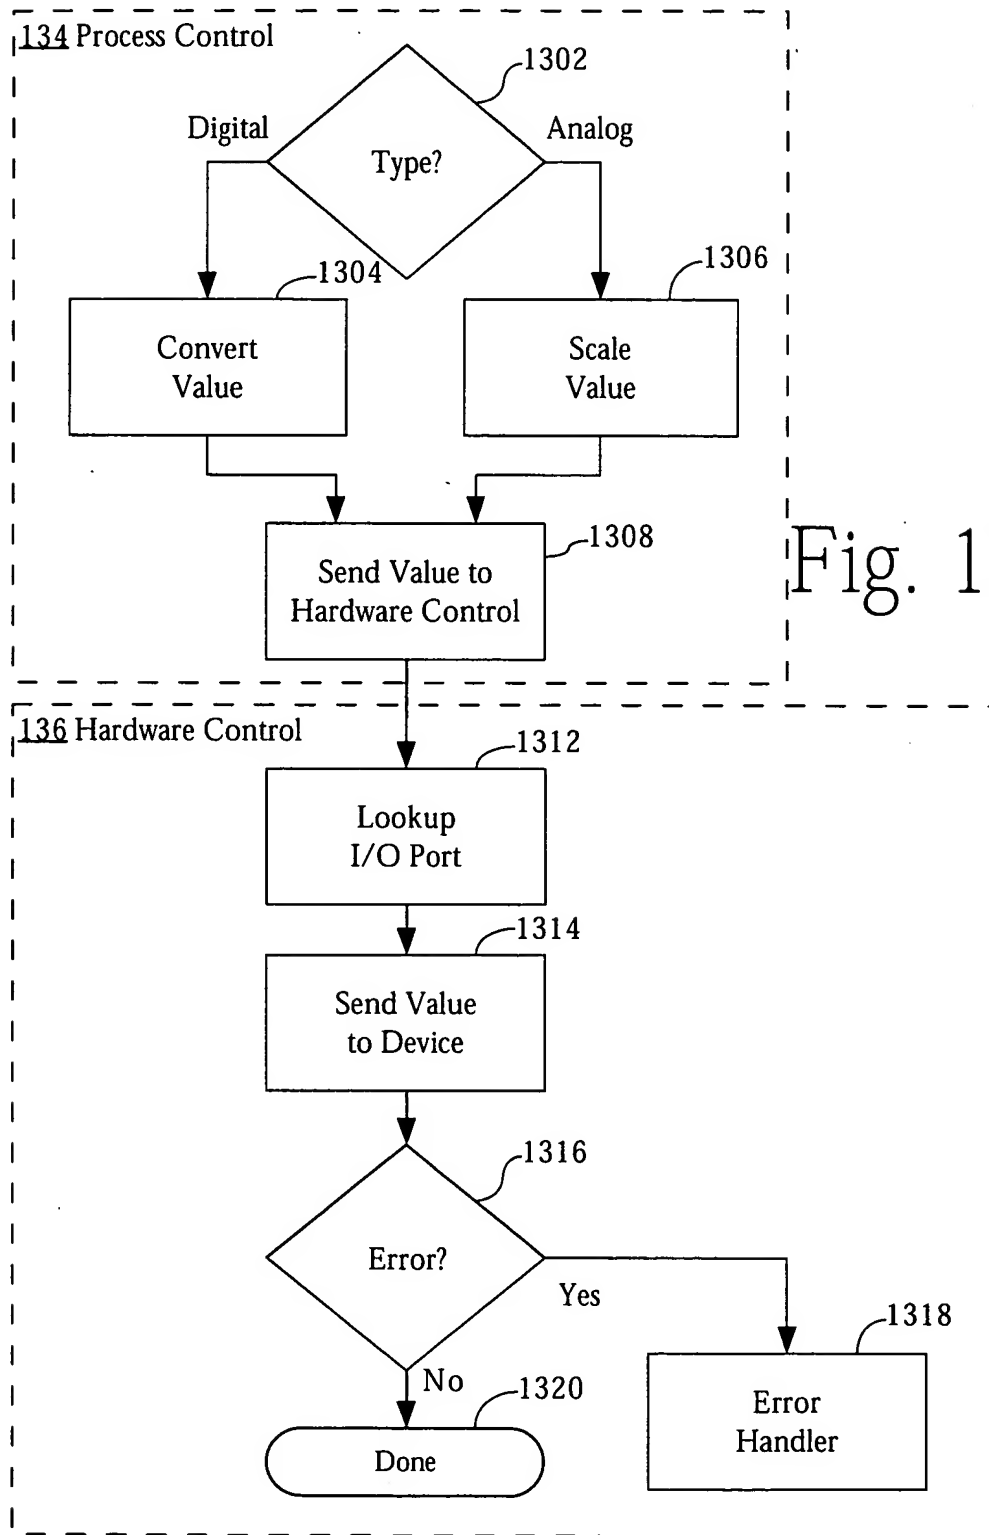 134 Process Control
1302
Digital
Analog
Type?
1304
1306
Convert
Value
Scale
Value
1308
Send Value to
Hardware Control
Fig. 1
136 Hardware Control
1312
Lookup
I/O Port
1314
Send Value
to Device
1316
Error?
Yes
1318
No
1320
Error
Handler
Done